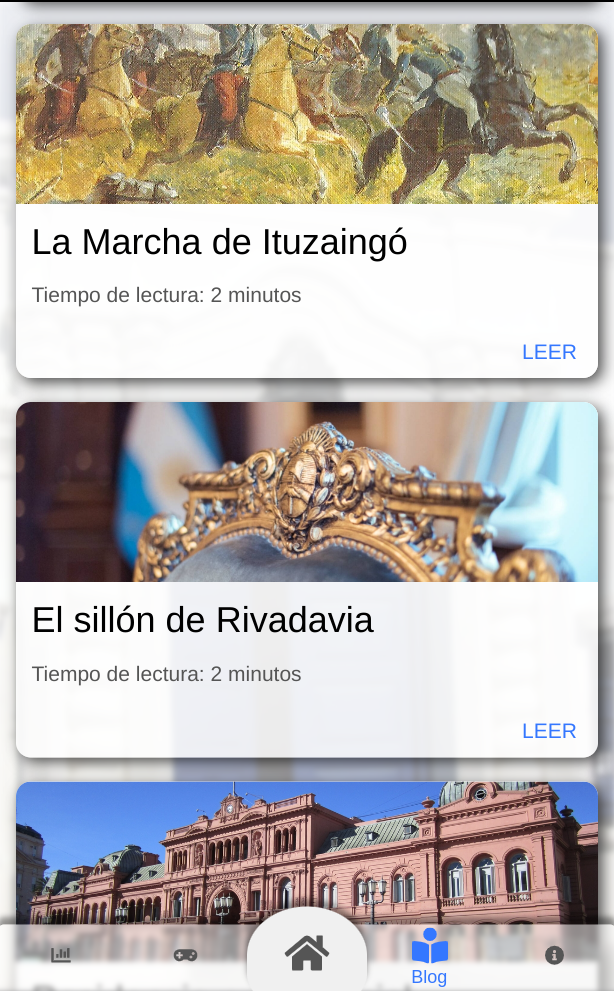 La Marcha de Ituzaingó
Tiempo de lectura: 2 minutos
LEER
El sillón de Rivadavia
Tiempo de lectura: 2 minutos
LEER
Blog